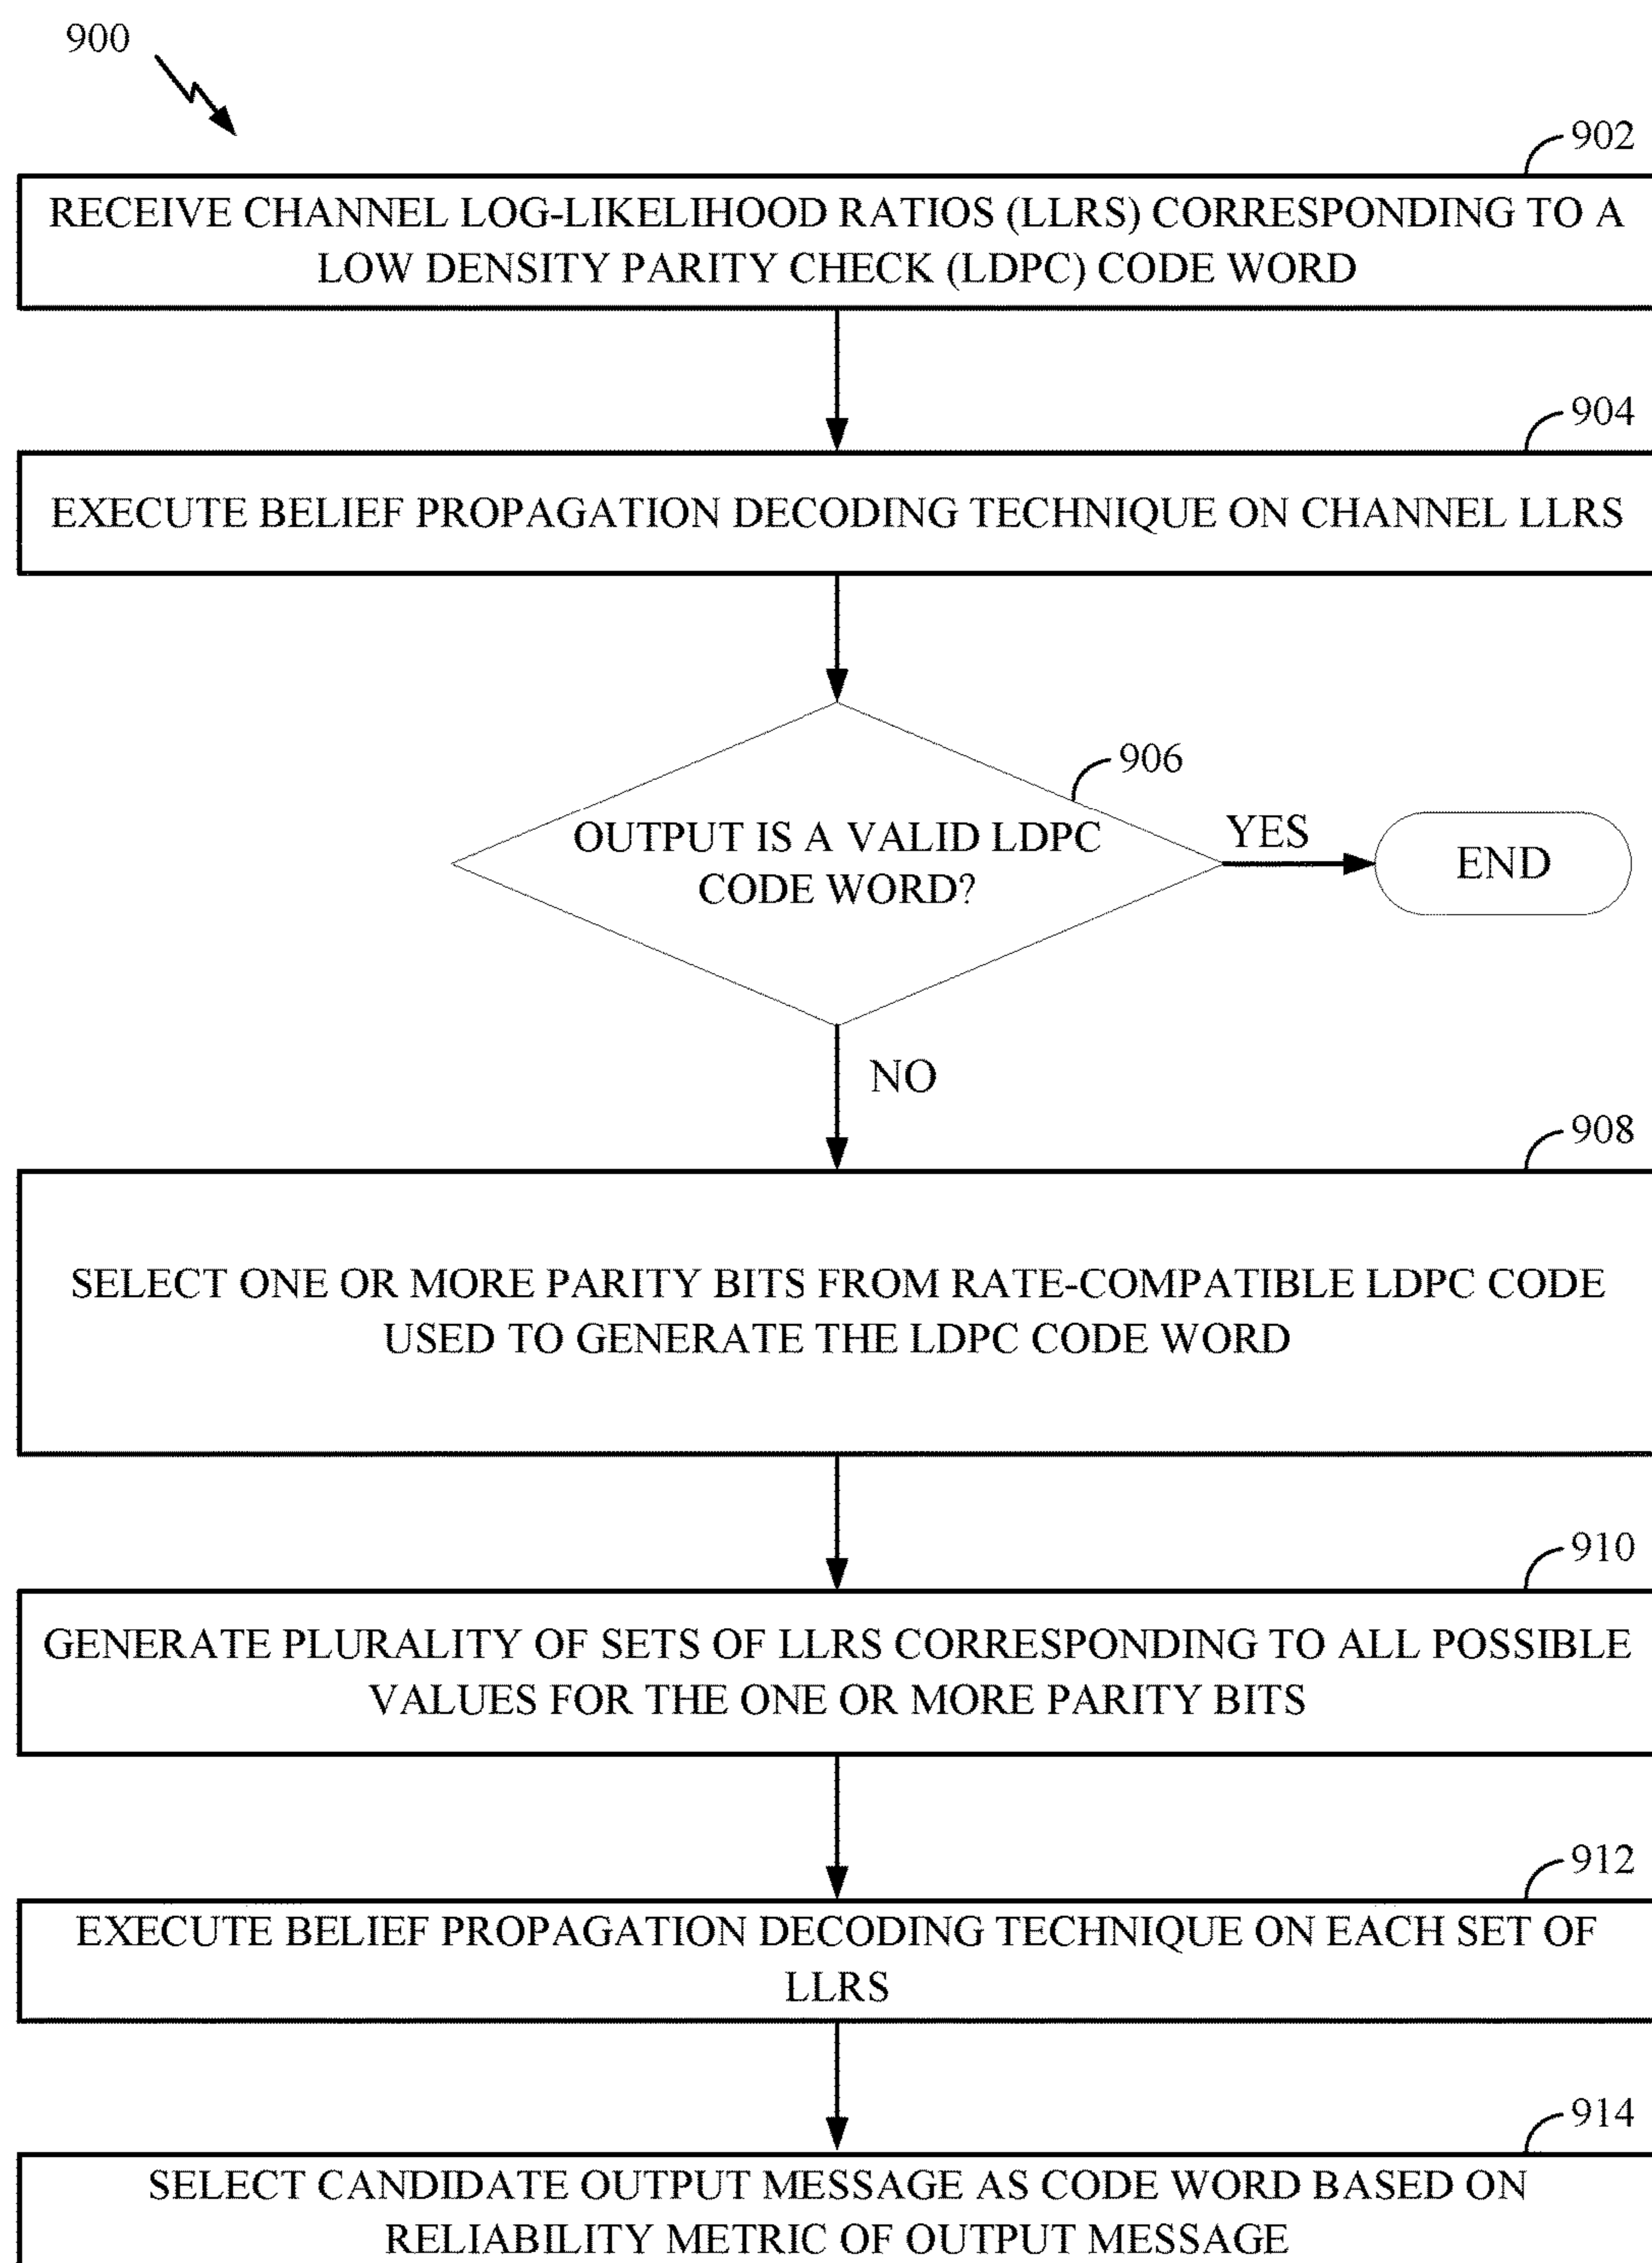 900
902
RECEIVE CHANNEL LOG-LIKELIHOOD RATIOS (LLRS) CORRESPONDING TO A
LOW DENSITY PARITY CHECK (LDPC) CODE WORD
904
EXECUTE BELIEF PROPAGATION DECODING TECHNIQUE ON CHANNEL LLRS
906
OUTPUT IS A VALID LDPC
CODE WORD?
YES
END
NO
908
SELECT ONE OR MORE PARITY BITS FROM RATE-COMPATIBLE LDPC CODE
USED TO GENERATE THE LDPC CODE WORD
910
GENERATE PLURALITY OF SETS OF LLRS CORRESPONDING TO ALL POSSIBLE
VALUES FOR THE ONE OR MORE PARITY BITS
912
EXECUTE BELIEF PROPAGATION DECODING TECHNIQUE ON EACH SET OF
LLRS
914
SELECT CANDIDATE OUTPUT MESSAGE AS CODE WORD BASED ON
RELIABILITY METRIC OF OUTPUT MESSAGE